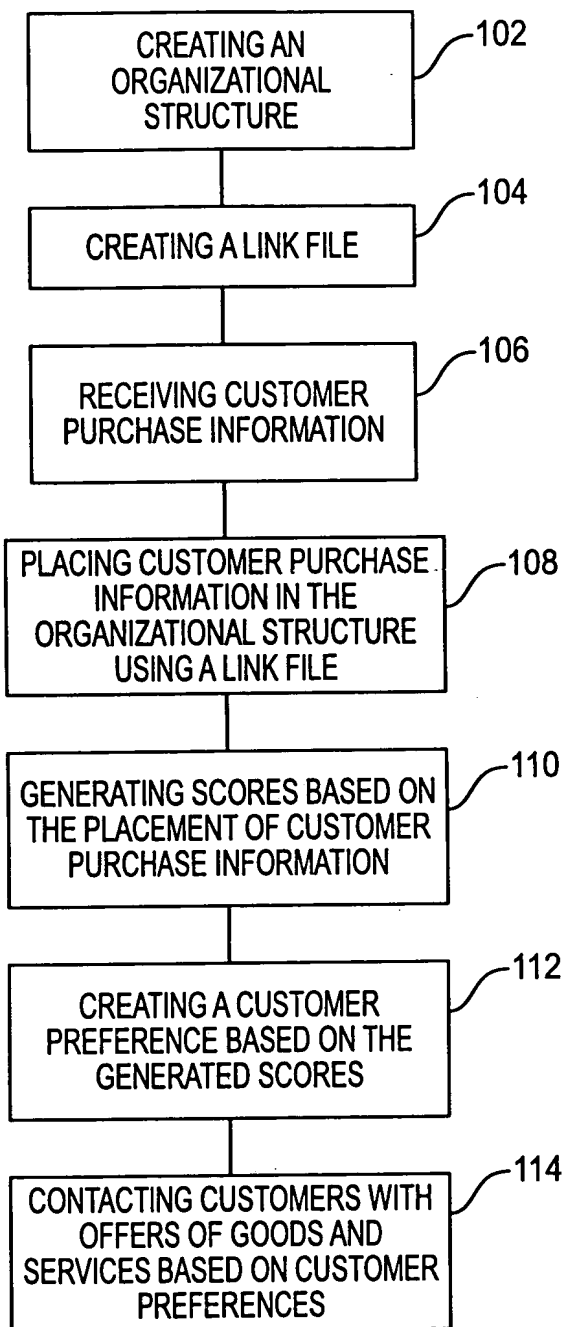 CREATING AN
ORGANIZATIONAL
STRUCTURE
102
CREATING A LINK FILE
104
RECEIVING CUSTOMER
PURCHASE INFORMATION
106
PLACING CUSTOMER PURCHASE
INFORMATION IN THE
ORGANIZATIONAL STRUCTURE
USING A LINK FILE
108
GENERATING SCORES BASED ON
THE PLACEMENT OF CUSTOMER
PURCHASE INFORMATION
110
CREATING A CUSTOMER
PREFERENCE BASED ON THE
GENERATED SCORES
112
CONTACTING CUSTOMERS WITH
OFFERS OF GOODS AND
SERVICES BASED ON CUSTOMER
PREFERENCES
114